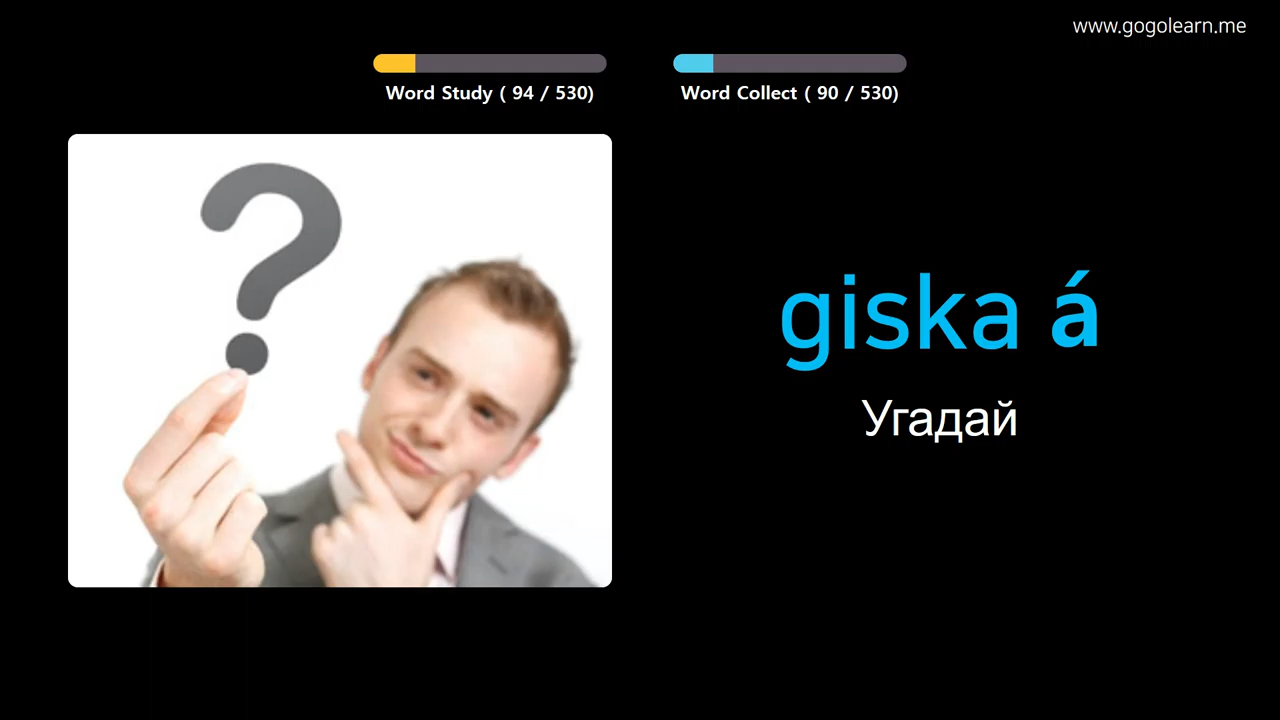 www.gogolearn.me
Word Study ( 94 / 530)
Word Collect ( 90 / 530)
?
giska á
Угадай